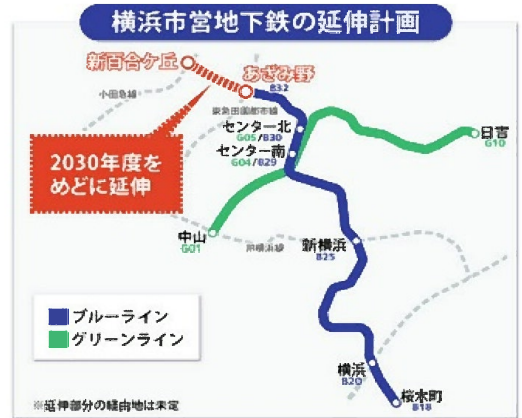 横浜市営地下鉄の延伸計画
新百合ケ丘
あざみ野
B32
小田急線
東急田園都市線
センター北
G05/B30
センター南
G04/B29
日吉
G10
2030年度を
めどに延伸
中山
G01
JR横浜線
新横浜
B25
ブルーライン
グリーンライン
横浜
B20
桜木町
B18
※延伸部分の経由地は未定